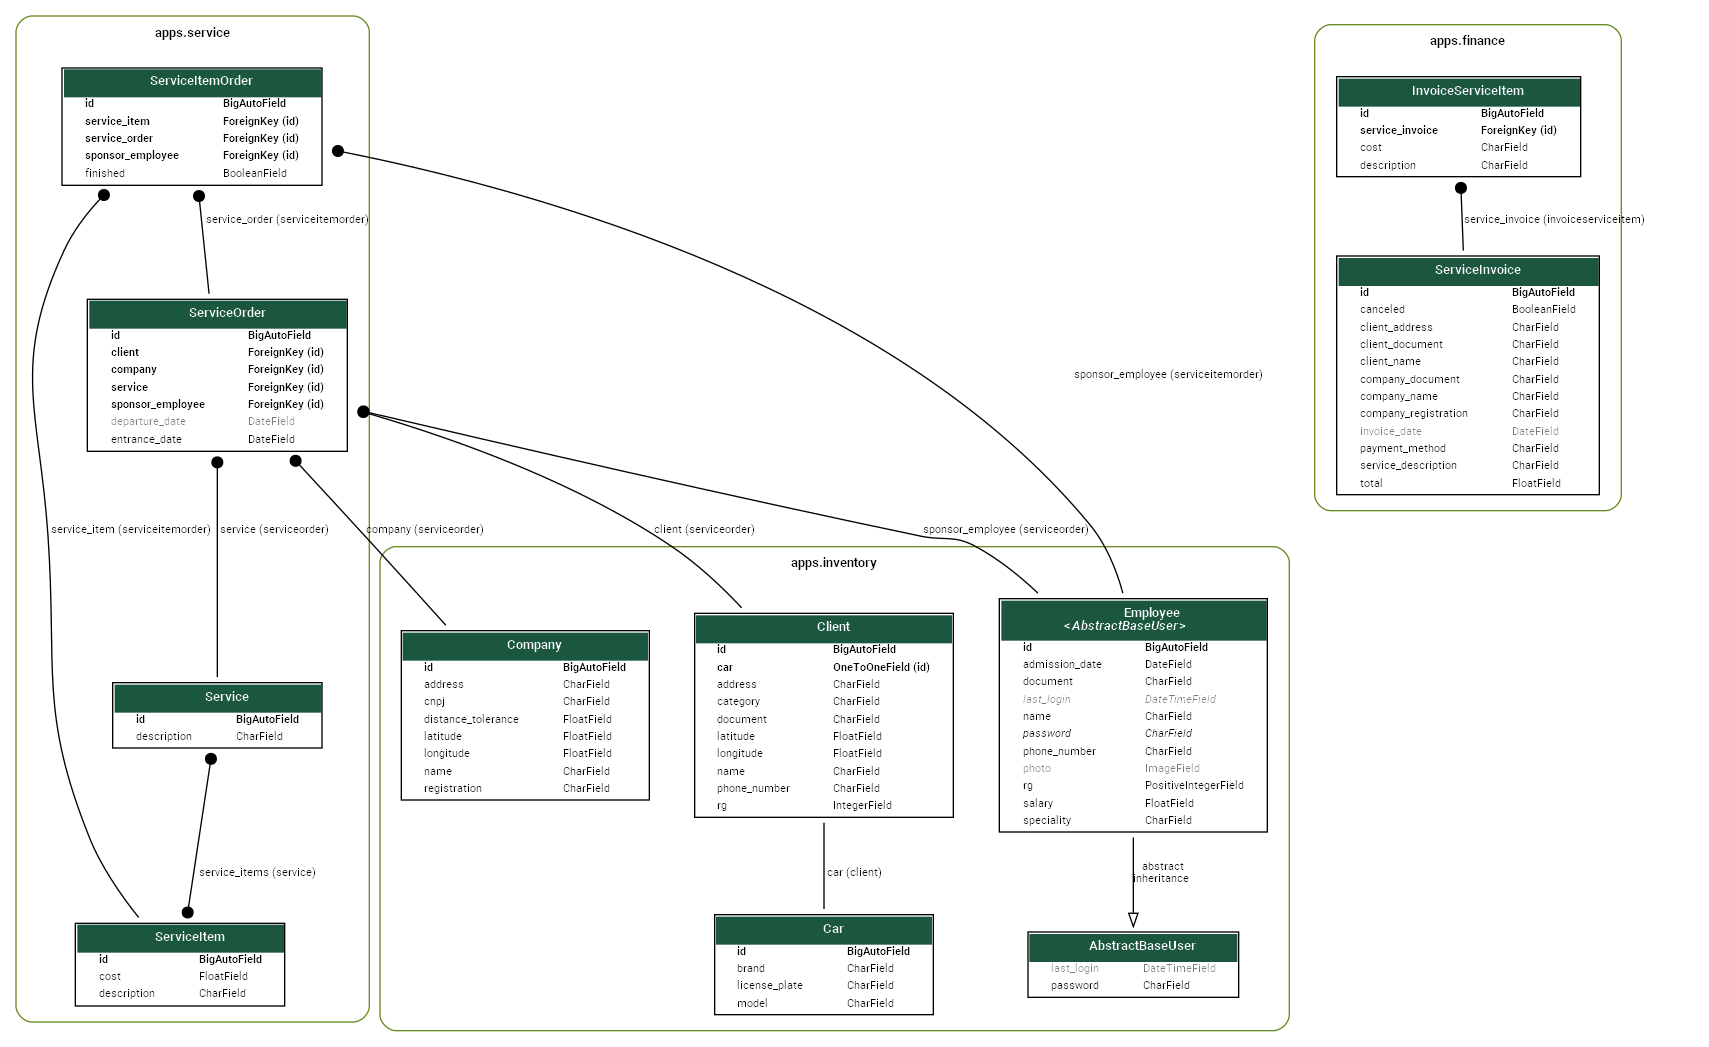 apps.service
ServiceItemOrder
id BigAutoField
service_item ForeignKey (id)
service_order ForeignKey (id)
sponsor_employee ForeignKey (id)
finished BooleanField
service_order (serviceitemorder)
ServiceOrder
id BigAutoField
client ForeignKey (id)
company ForeignKey (id)
service ForeignKey (id)
sponsor_employee ForeignKey (id)
departure_date DateField
entrance_date DateField
service_item (serviceitemorder)
service (serviceorder)
company (serviceorder)
client (serviceorder)
sponsor_employee (serviceorder)
sponsor_employee (serviceitemorder)
Service
id BigAutoField
description CharField
service_items (service)
ServiceItem
id BigAutoField
cost FloatField
description CharField
apps.inventory
Company
id BigAutoField
address CharField
cnpj CharField
distance_tolerance FloatField
latitude FloatField
longitude FloatField
name CharField
registration CharField
Client
id BigAutoField
car OneToOneField (id)
address CharField
category CharField
document CharField
latitude FloatField
longitude FloatField
name CharField
phone_number CharField
rg IntegerField
car (client)
Car
id BigAutoField
brand CharField
license_plate CharField
model CharField
Employee
<AbstractBaseUser>
id BigAutoField
admission_date DateField
document CharField
last_login DateTimeField
name CharField
password CharField
phone_number CharField
photo ImageField
rg PositiveIntegerField
salary FloatField
speciality CharField
abstract
inheritance
AbstractBaseUser
last_login DateTimeField
password CharField
apps.finance
InvoiceServiceItem
id BigAutoField
service_invoice ForeignKey (id)
cost CharField
description CharField
service_invoice (invoiceserviceitem)
ServiceInvoice
id BigAutoField
canceled BooleanField
client_address CharField
client_document CharField
client_name CharField
company_document CharField
company_name CharField
company_registration CharField
invoice_date DateField
payment_method CharField
service_description CharField
total FloatField